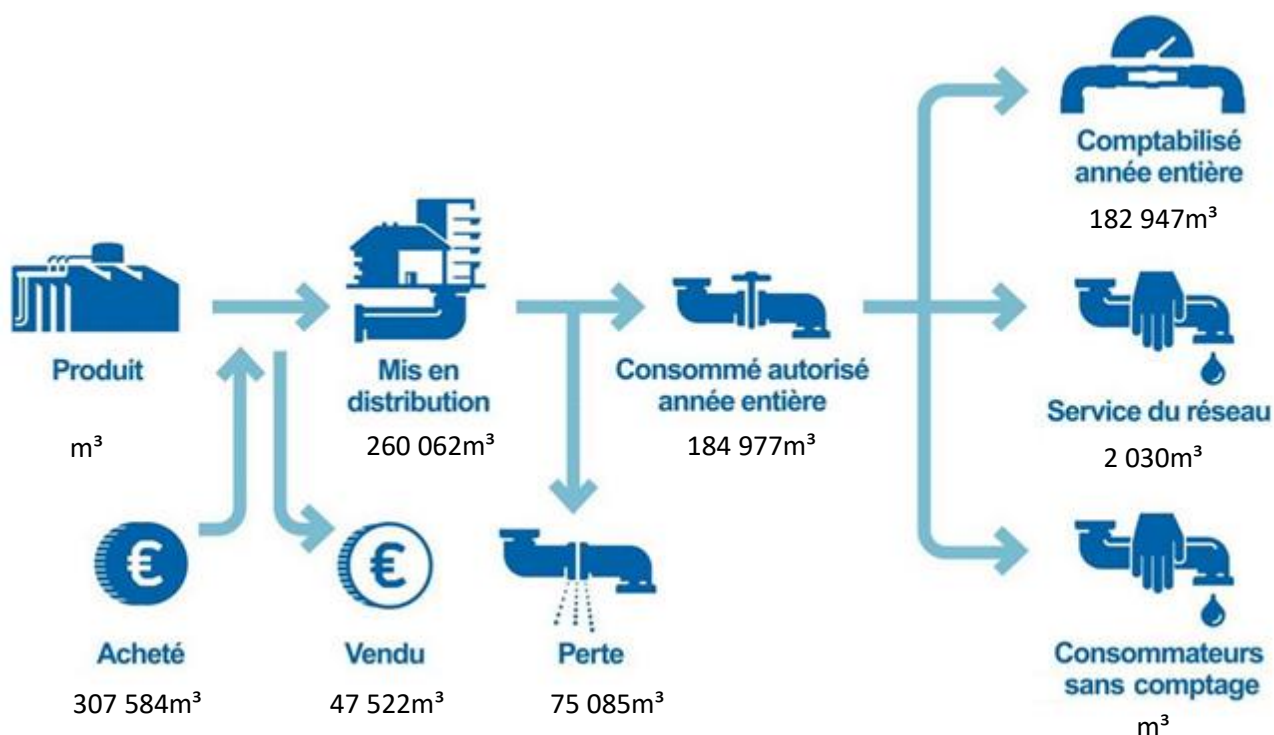 Comptabilisé
année entière
182 947m³
Produit
m³
Mis en
distribution
260 062m³
Consommé autorisé
année entière
184 977m³
Service du réseau
2 030m³
€
Acheté
307 584m³
€
Vendu
47 522m³
Perte
75 085m³
Consommateurs
sans comptage
m³